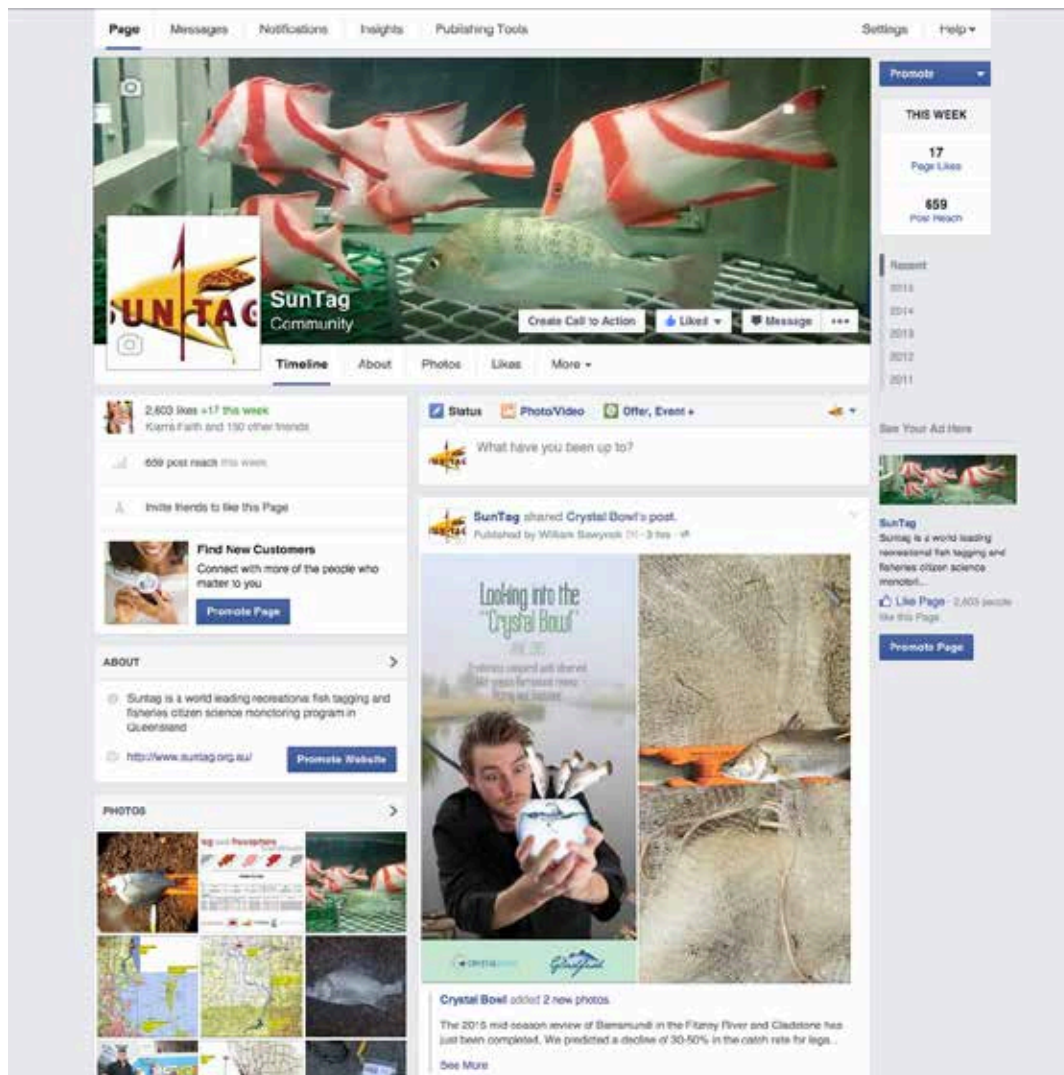 Page Messages Notifications Insights Publishing Tools Settings Help
Promote
THIS WEEK
17
Page Likes
659
Post Reach
Recent
2015
2014
2013
2012
2011
SUNTAG
SunTag
Community
Create Call to Action Liked Message
Timeline About Photos Likes More
2,603 likes +17 this week
Kierra-Faith and 150 other friends
659 post reach this week
Invite friends to like this Page
Find New Customers
Connect with more of the people who
matter to you
Promote Page
ABOUT
Suntag is a world leading recreational fish tagging and
fisheries citizen science monitoring program in
Queensland
http://www.suntag.org.au/ Promote Website
PHOTOS
Status Photo/Video Offer, Event +
What have you been up to?
SunTag shared Crystal Bowl's post.
Published by William Sawynok 3 hrs
Looking into the
"Crystal Bowl"
Crystal Bowl added 2 new photos.
The 2015 mid season review of Barramundi in the Fitzroy River and Gladstone has
just been completed. We predicted a decline of 30-50% in the catch rate for lega...
See More
See Your Ad Here
SunTag
Suntag is a world leading
recreational fish tagging and
fisheries citizen science
monitori...
Like Page 2,603 people
like this Page
Promote Page